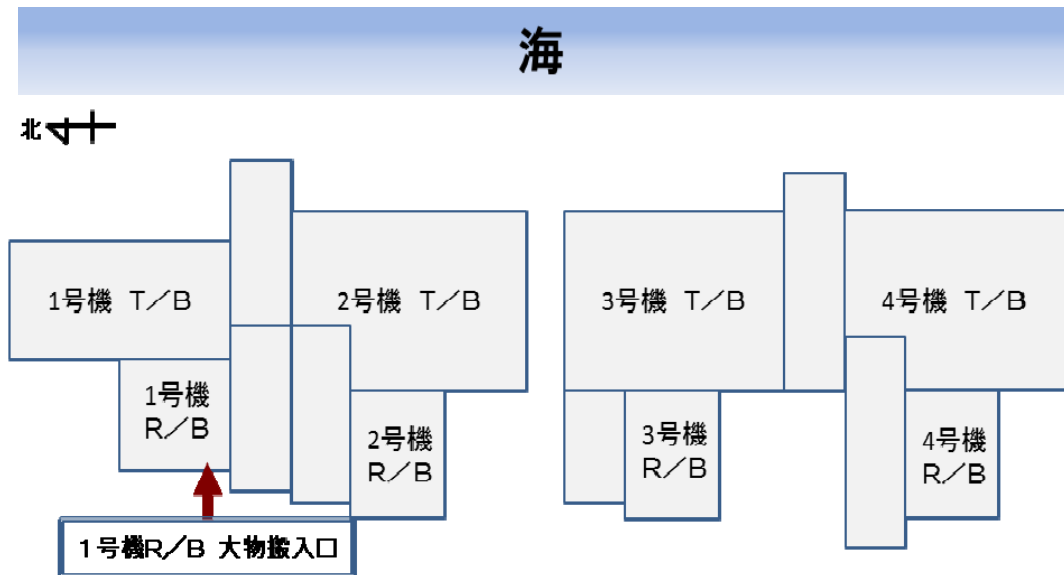 海
北
1号機 T／B
2号機 T／B
3号機 T／B
4号機 T／B
1号機
R／B
2号機
R／B
3号機
R／B
4号機
R／B
1号機R／B 大物搬入口